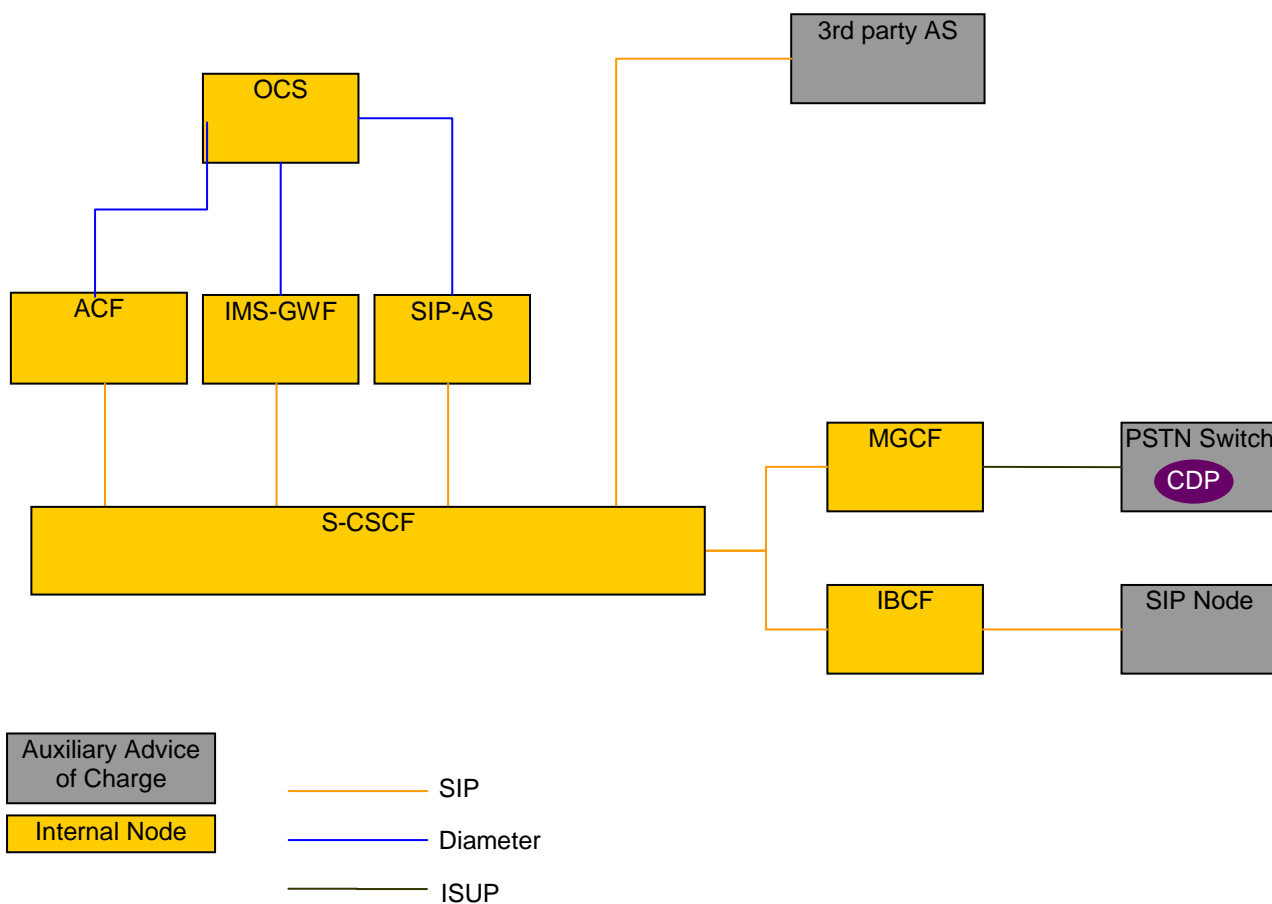 3rd party AS
OCS
ACF
IMS-GWF
SIP-AS
MGCF
PSTN Switch
CDP
S-CSCF
IBCF
SIP Node
Auxiliary Advice
of Charge
Internal Node
SIP
Diameter
ISUP